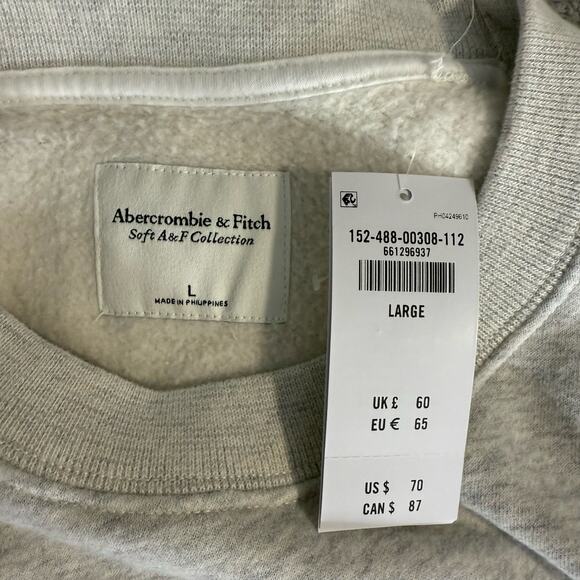 Abercrombie & Fitch
Soft A&F Collection
L
MADE IN PHILIPPINES
PH04249610
152-488-00308-112
661296937
LARGE
UK £ 60
EU € 65
US $ 70
CAN $ 87